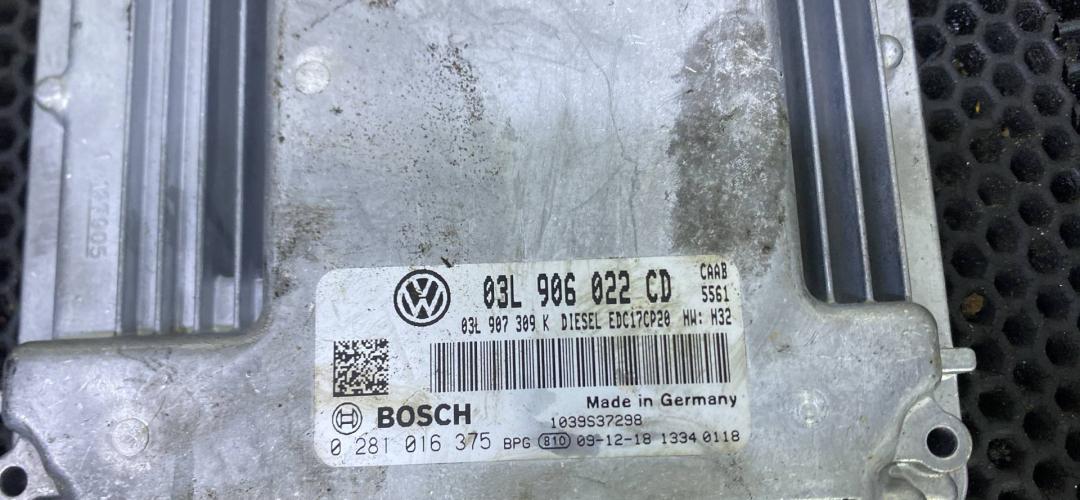 03L 906 022 CD CAAB 5561
03L 907 309 K DIESEL EDC17CP20 HW: H32
Made in Germany
BOSCH
1039S37298
0 281 016 375 BPG 810 09-12-18 1334 0118